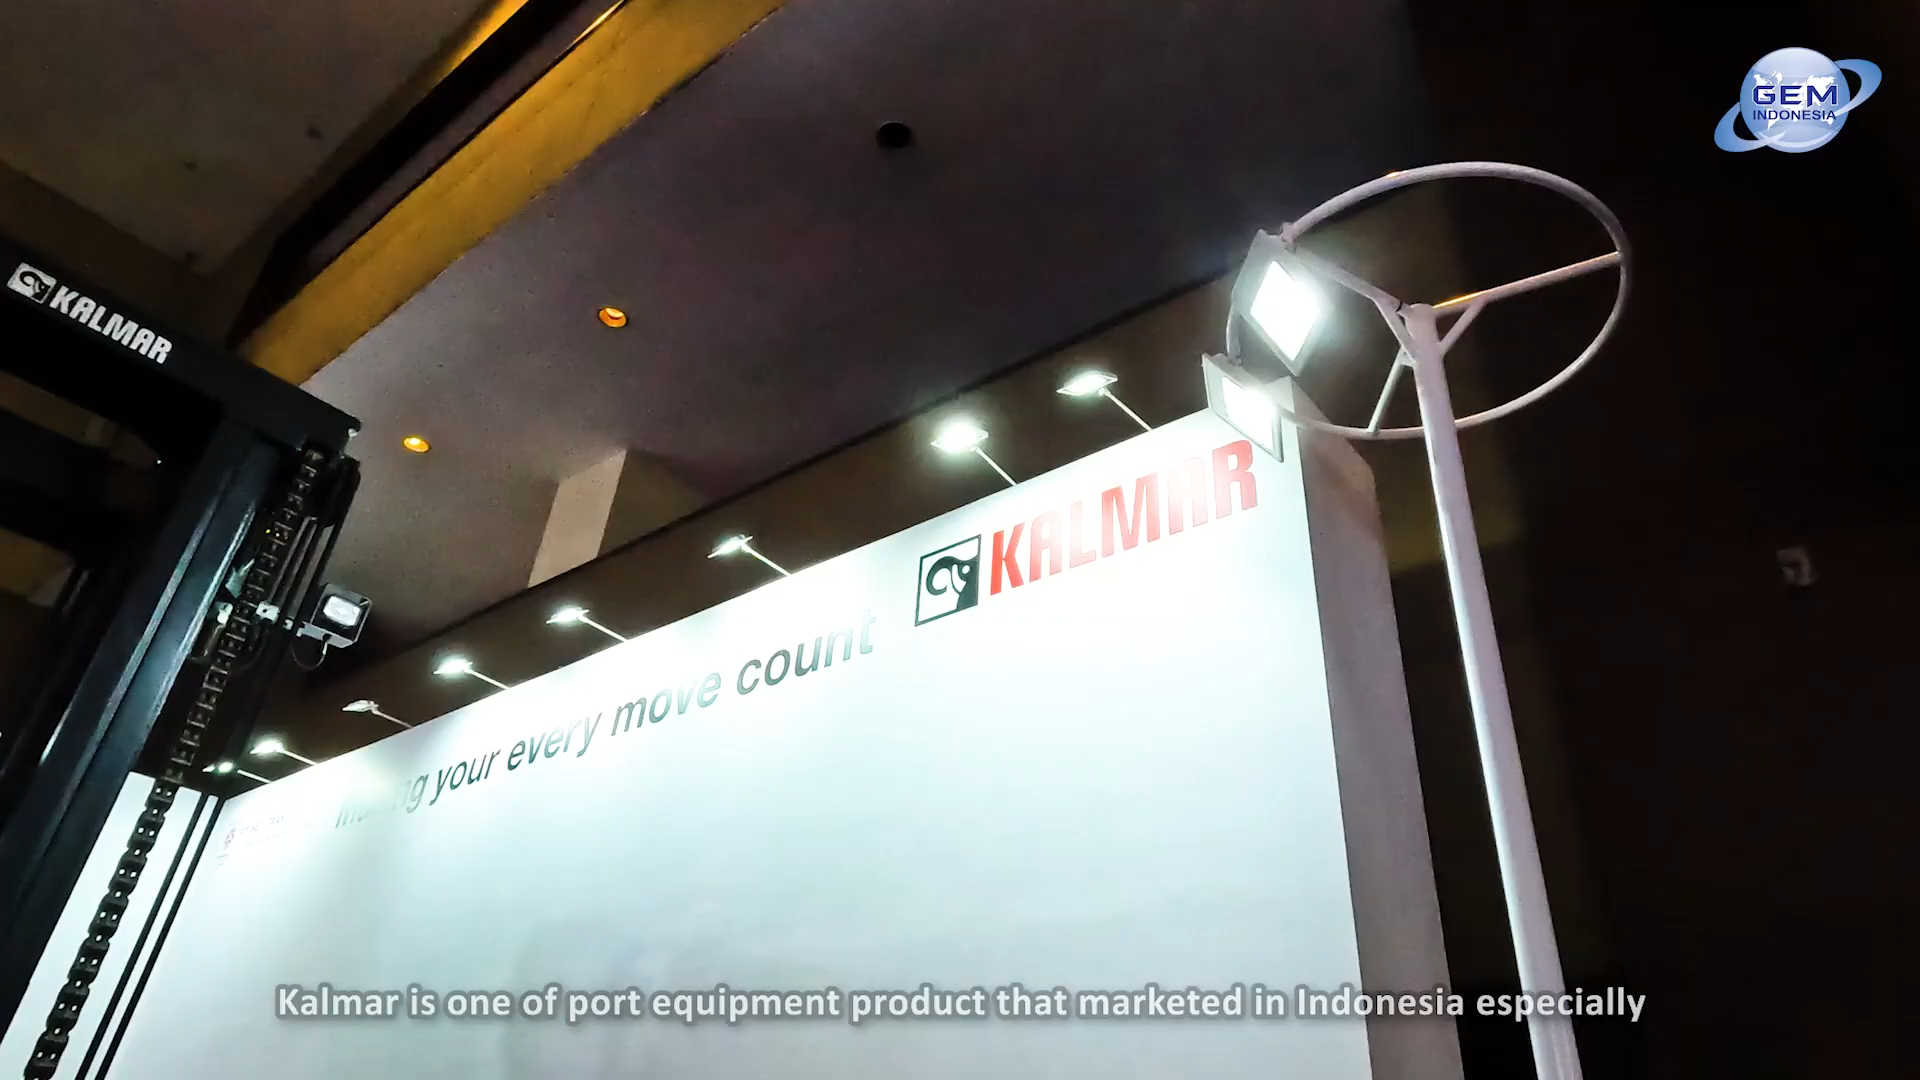 GEM
INDONESIA
KALMAR
KALMAR
Making your every move count
Kalmar is one of port equipment product that marketed in Indonesia especially